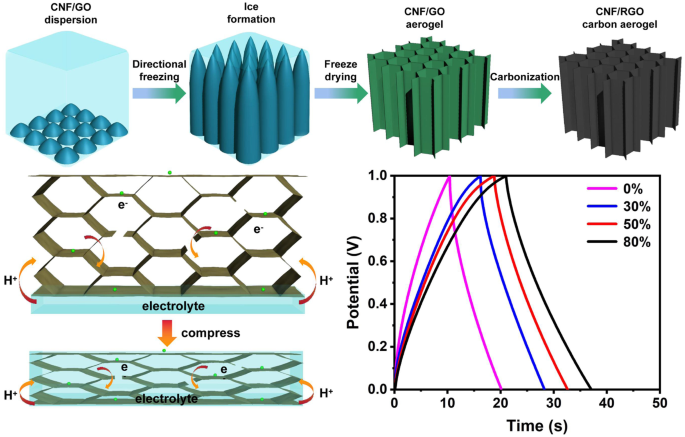 CNF/GO
dispersion
Directional
freezing
Ice
formation
Freeze
drying
CNF/GO
aerogel
Carbonization
CNF/RGO
carbon aerogel
e-
e-
H+
H+
electrolyte
compress
e
e
H+
H+
electrolyte
1.0
0.8
0.6
0.4
0.2
0.0
Potential (V)
0%
30%
50%
80%
0
10
20
30
40
50
Time (s)